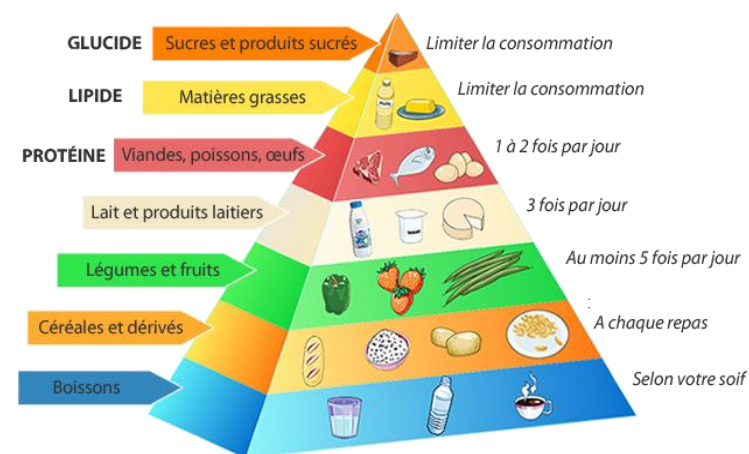 GLUCIDE Sucres et produits sucrés Limiter la consommation
LIPIDE Matières grasses Limiter la consommation
PROTÉINE Viandes, poissons, œufs 1 à 2 fois par jour
Lait et produits laitiers 3 fois par jour
Légumes et fruits Au moins 5 fois par jour
:
Céréales et dérivés A chaque repas
Boissons Selon votre soif